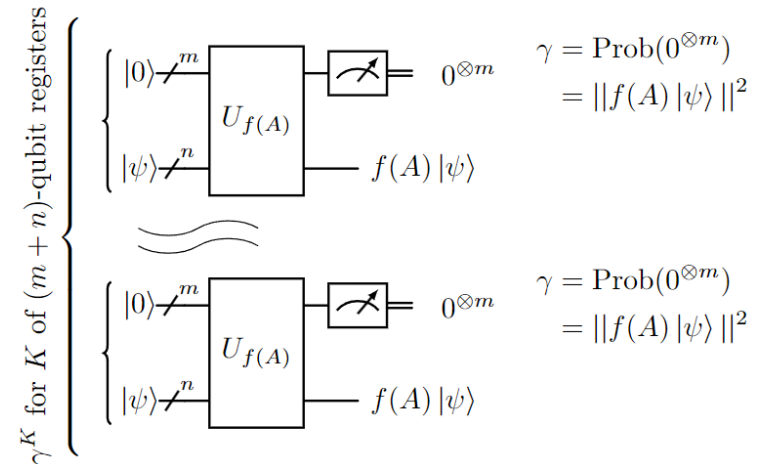 γ^K for K of (m + n)-qubit registers
|0⟩ m
U_{f(A)}
0^{⊗m}
γ = Prob(0^{⊗m})
= ||f(A) |ψ⟩ ||^2
|ψ⟩ n
f(A) |ψ⟩
|0⟩ m
U_{f(A)}
0^{⊗m}
γ = Prob(0^{⊗m})
= ||f(A) |ψ⟩ ||^2
|ψ⟩ n
f(A) |ψ⟩